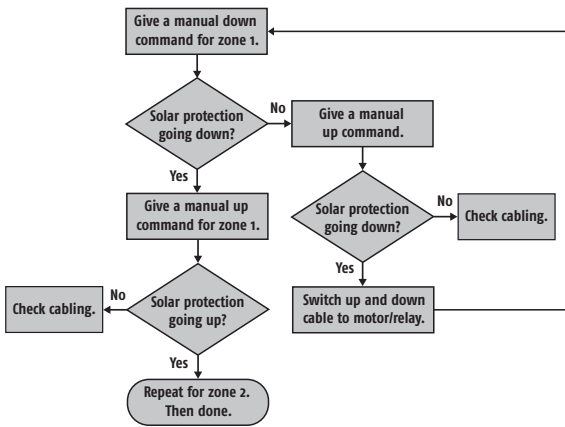 Give a manual down
command for zone 1.
Solar protection
going down?
No
Give a manual
up command.
Yes
Give a manual up
command for zone 1.
Solar protection
going down?
No
Check cabling.
Yes
Switch up and down
cable to motor/relay.
Solar protection
going up?
No
Check cabling.
Yes
Repeat for zone 2.
Then done.